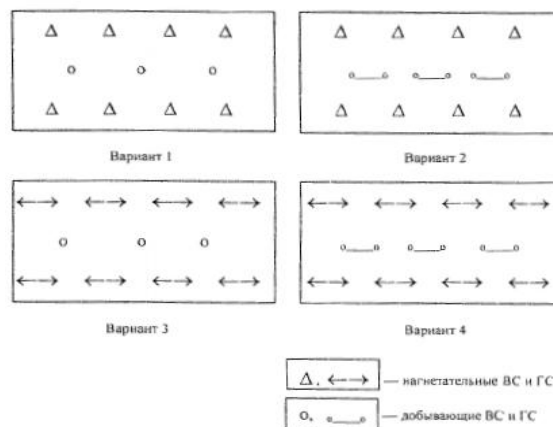 Вариант 1
Вариант 2
Вариант 3
Вариант 4
— нагнетательные ВС и ГС
— добывающие ВС и ГС